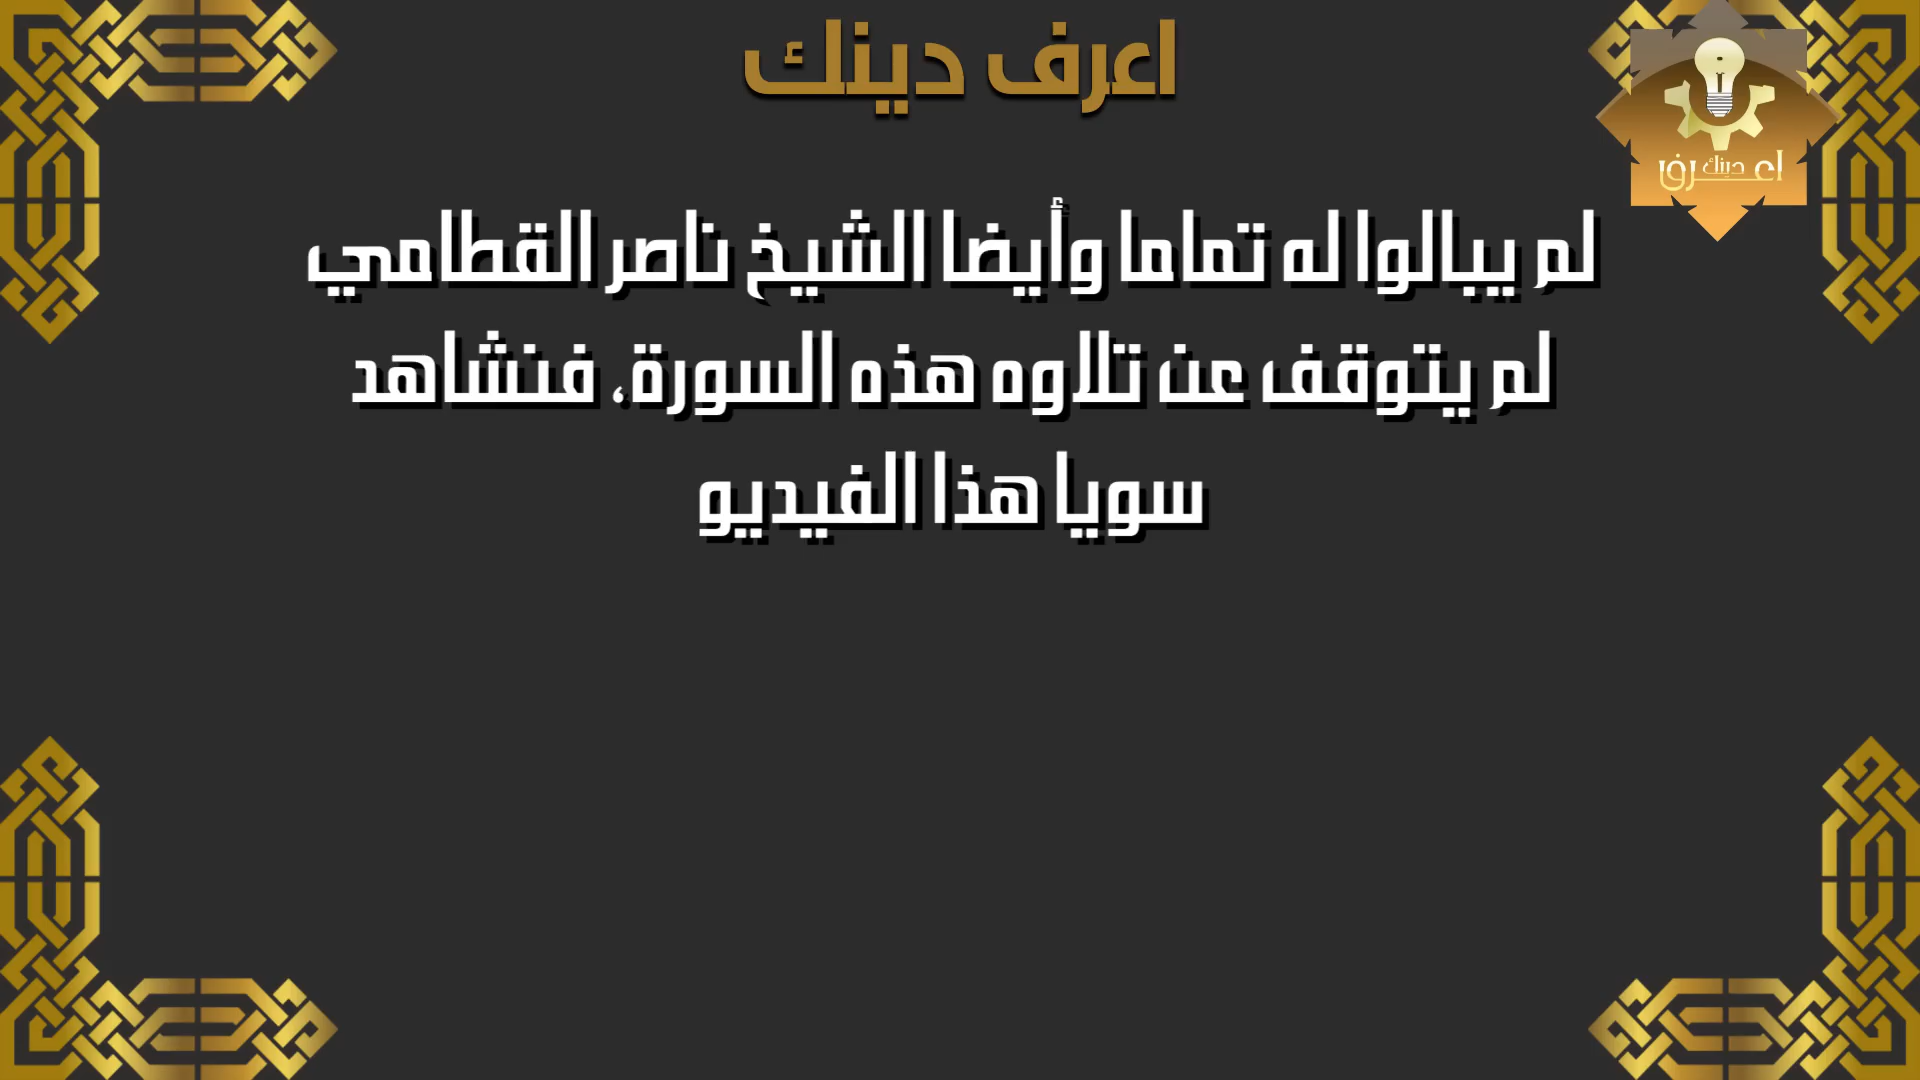 اعرف دينك
اعرف دينك
لم يبالوا له تماما وأيضا الشيخ ناصر القطامي
لم يتوقف عن تلاوه هذه السورة، فنشاهد
سويا هذا الفيديو